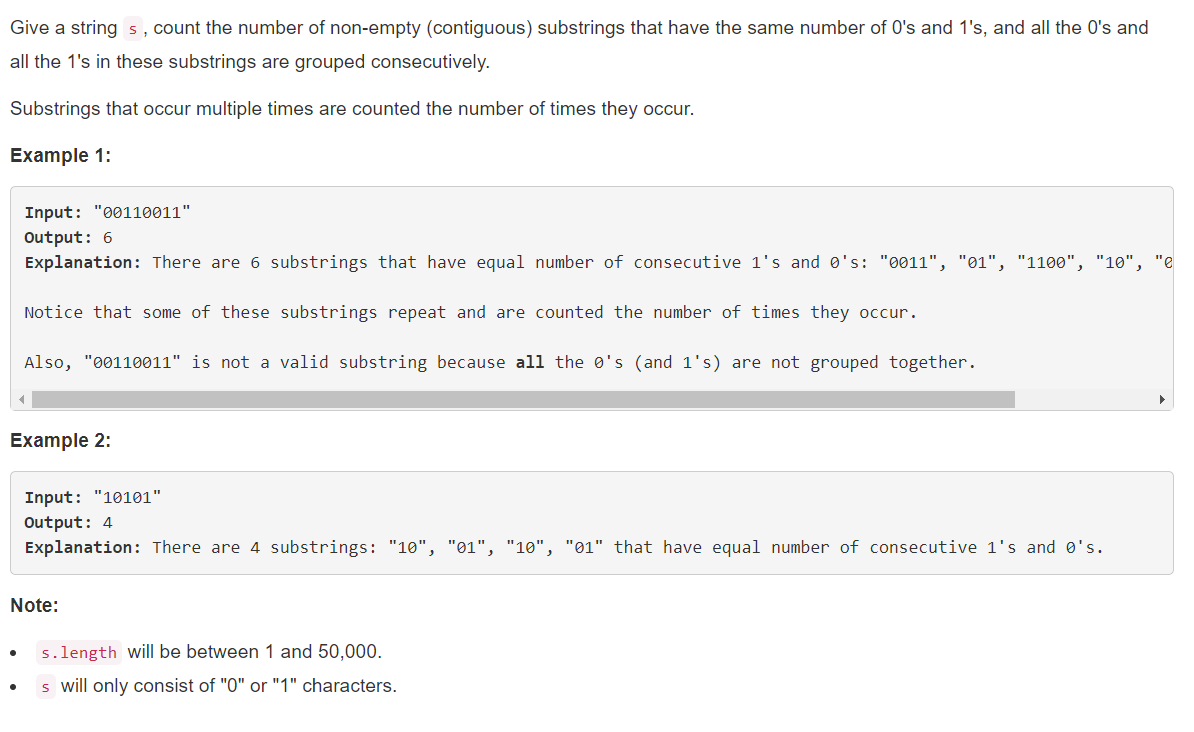 Give a string s, count the number of non-empty (contiguous) substrings that have the same number of 0's and 1's, and all the 0's and
all the 1's in these substrings are grouped consecutively.
Substrings that occur multiple times are counted the number of times they occur.
Example 1:
Input: "00110011"
Output: 6
Explanation: There are 6 substrings that have equal number of consecutive 1's and 0's: "0011", "01", "1100", "10", "0
Notice that some of these substrings repeat and are counted the number of times they occur.
Also, "00110011" is not a valid substring because all the 0's (and 1's) are not grouped together.
Example 2:
Input: "10101"
Output: 4
Explanation: There are 4 substrings: "10", "01", "10", "01" that have equal number of consecutive 1's and 0's.
Note:
• s.length will be between 1 and 50,000.
• s will only consist of "0" or "1" characters.